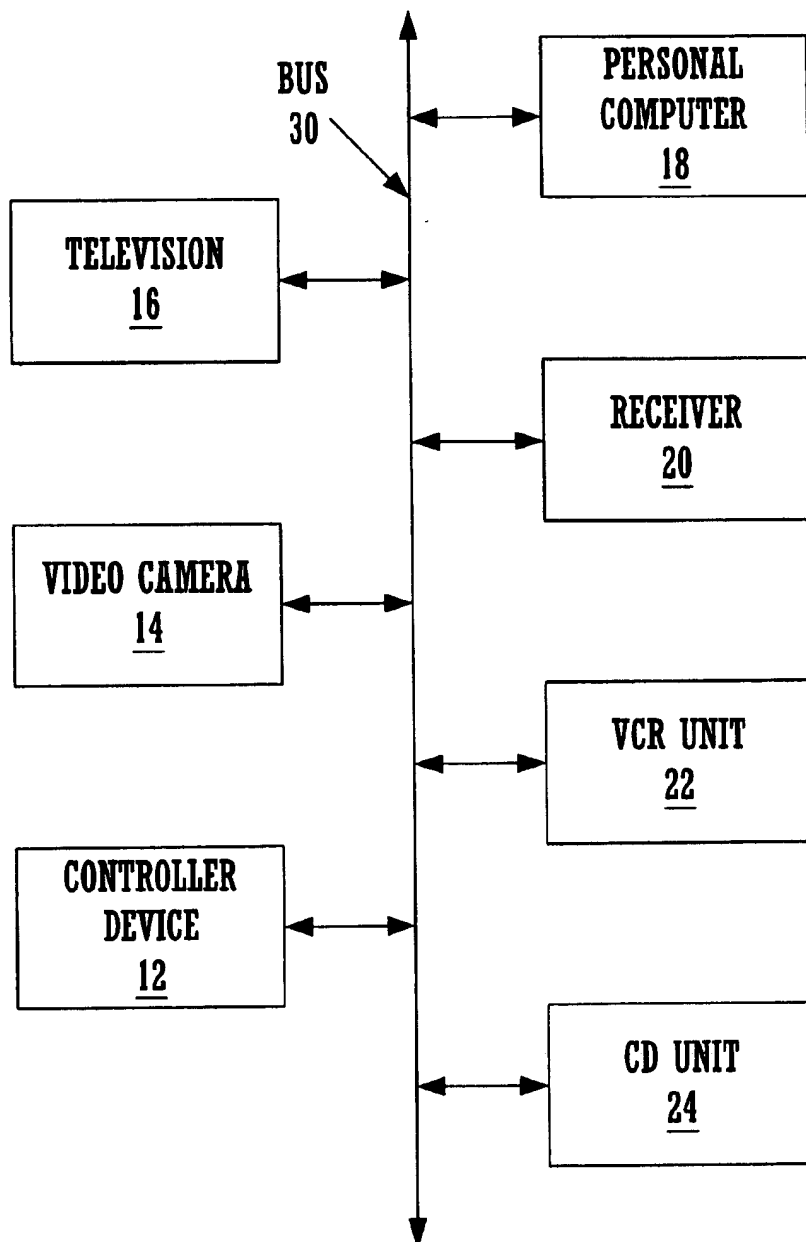 BUS
30
PERSONAL
COMPUTER
18
TELEVISION
16
RECEIVER
20
VIDEO CAMERA
14
VCR UNIT
22
CONTROLLER
DEVICE
12
CD UNIT
24